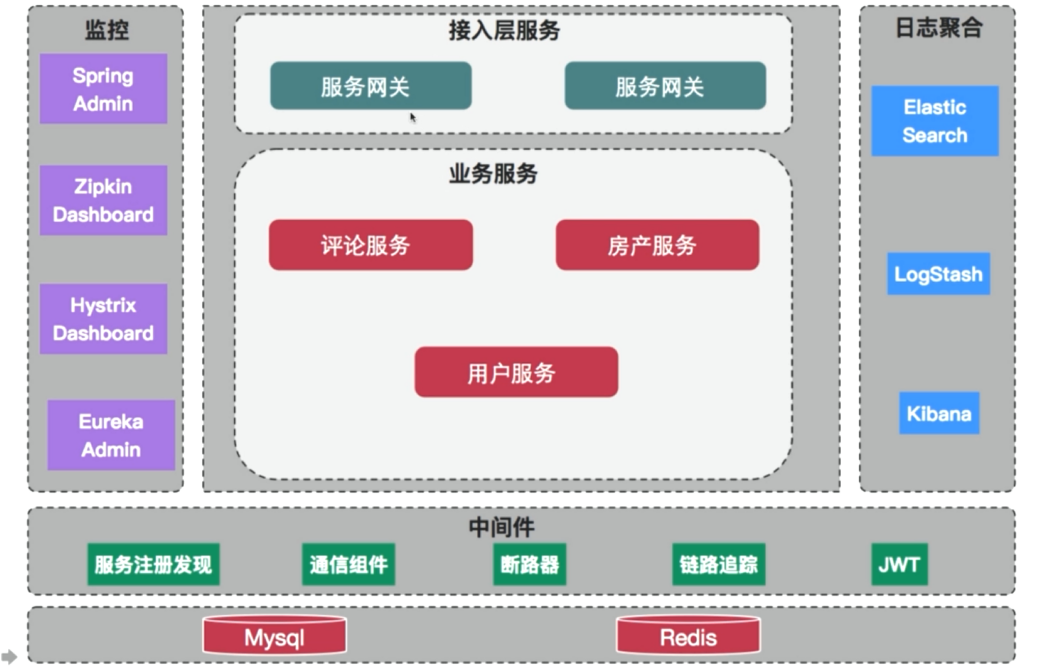 监控
Spring
Admin
Zipkin
Dashboard
Hystrix
Dashboard
Eureka
Admin
接入层服务
服务网关
服务网关
业务服务
评论服务
房产服务
用户服务
日志聚合
Elastic
Search
LogStash
Kibana
中间件
服务注册发现
通信组件
断路器
链路追踪
JWT
Mysql
Redis